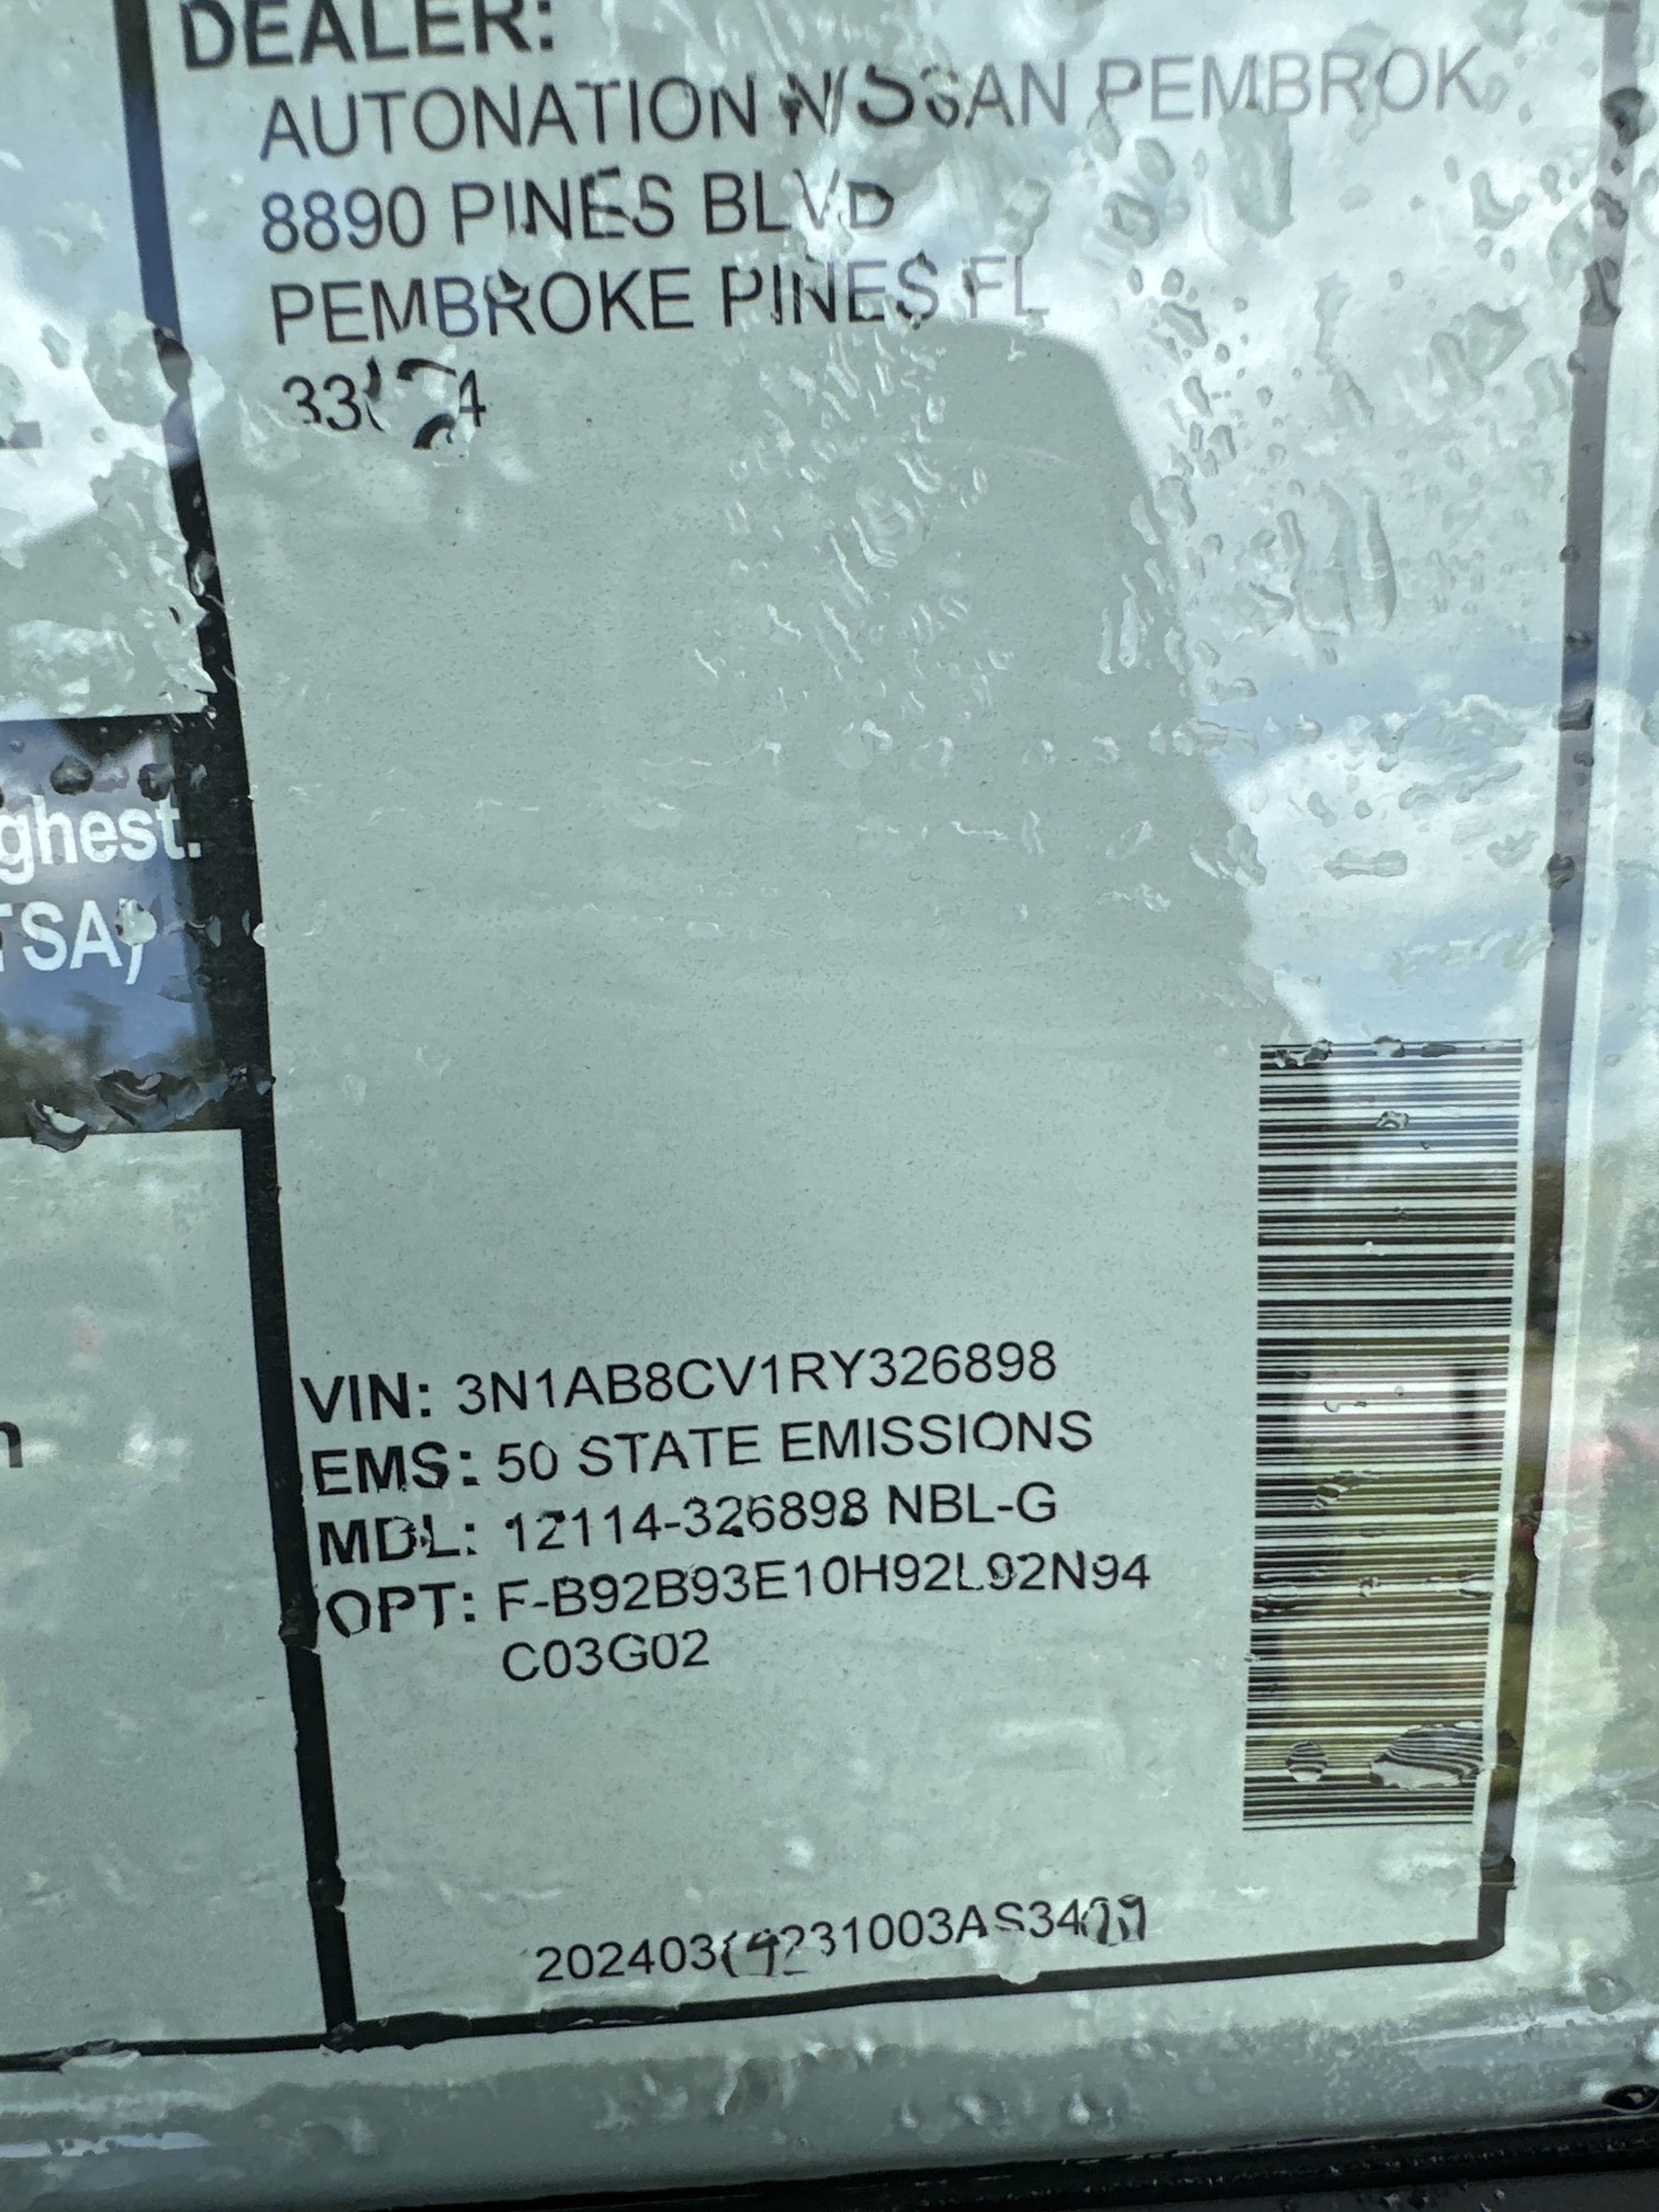 DEALER:
AUTONATION NISSAN PEMBROK
8890 PINES BLVD
PEMBROKE PINES FL
ghest.
TSA)
VIN: 3N1AB8CV1RY326898
EMS: 50 STATE EMISSIONS
MDL: 12114-326898 NBL-G
OPT: F-B92B93E10H92L92N94
C03G02